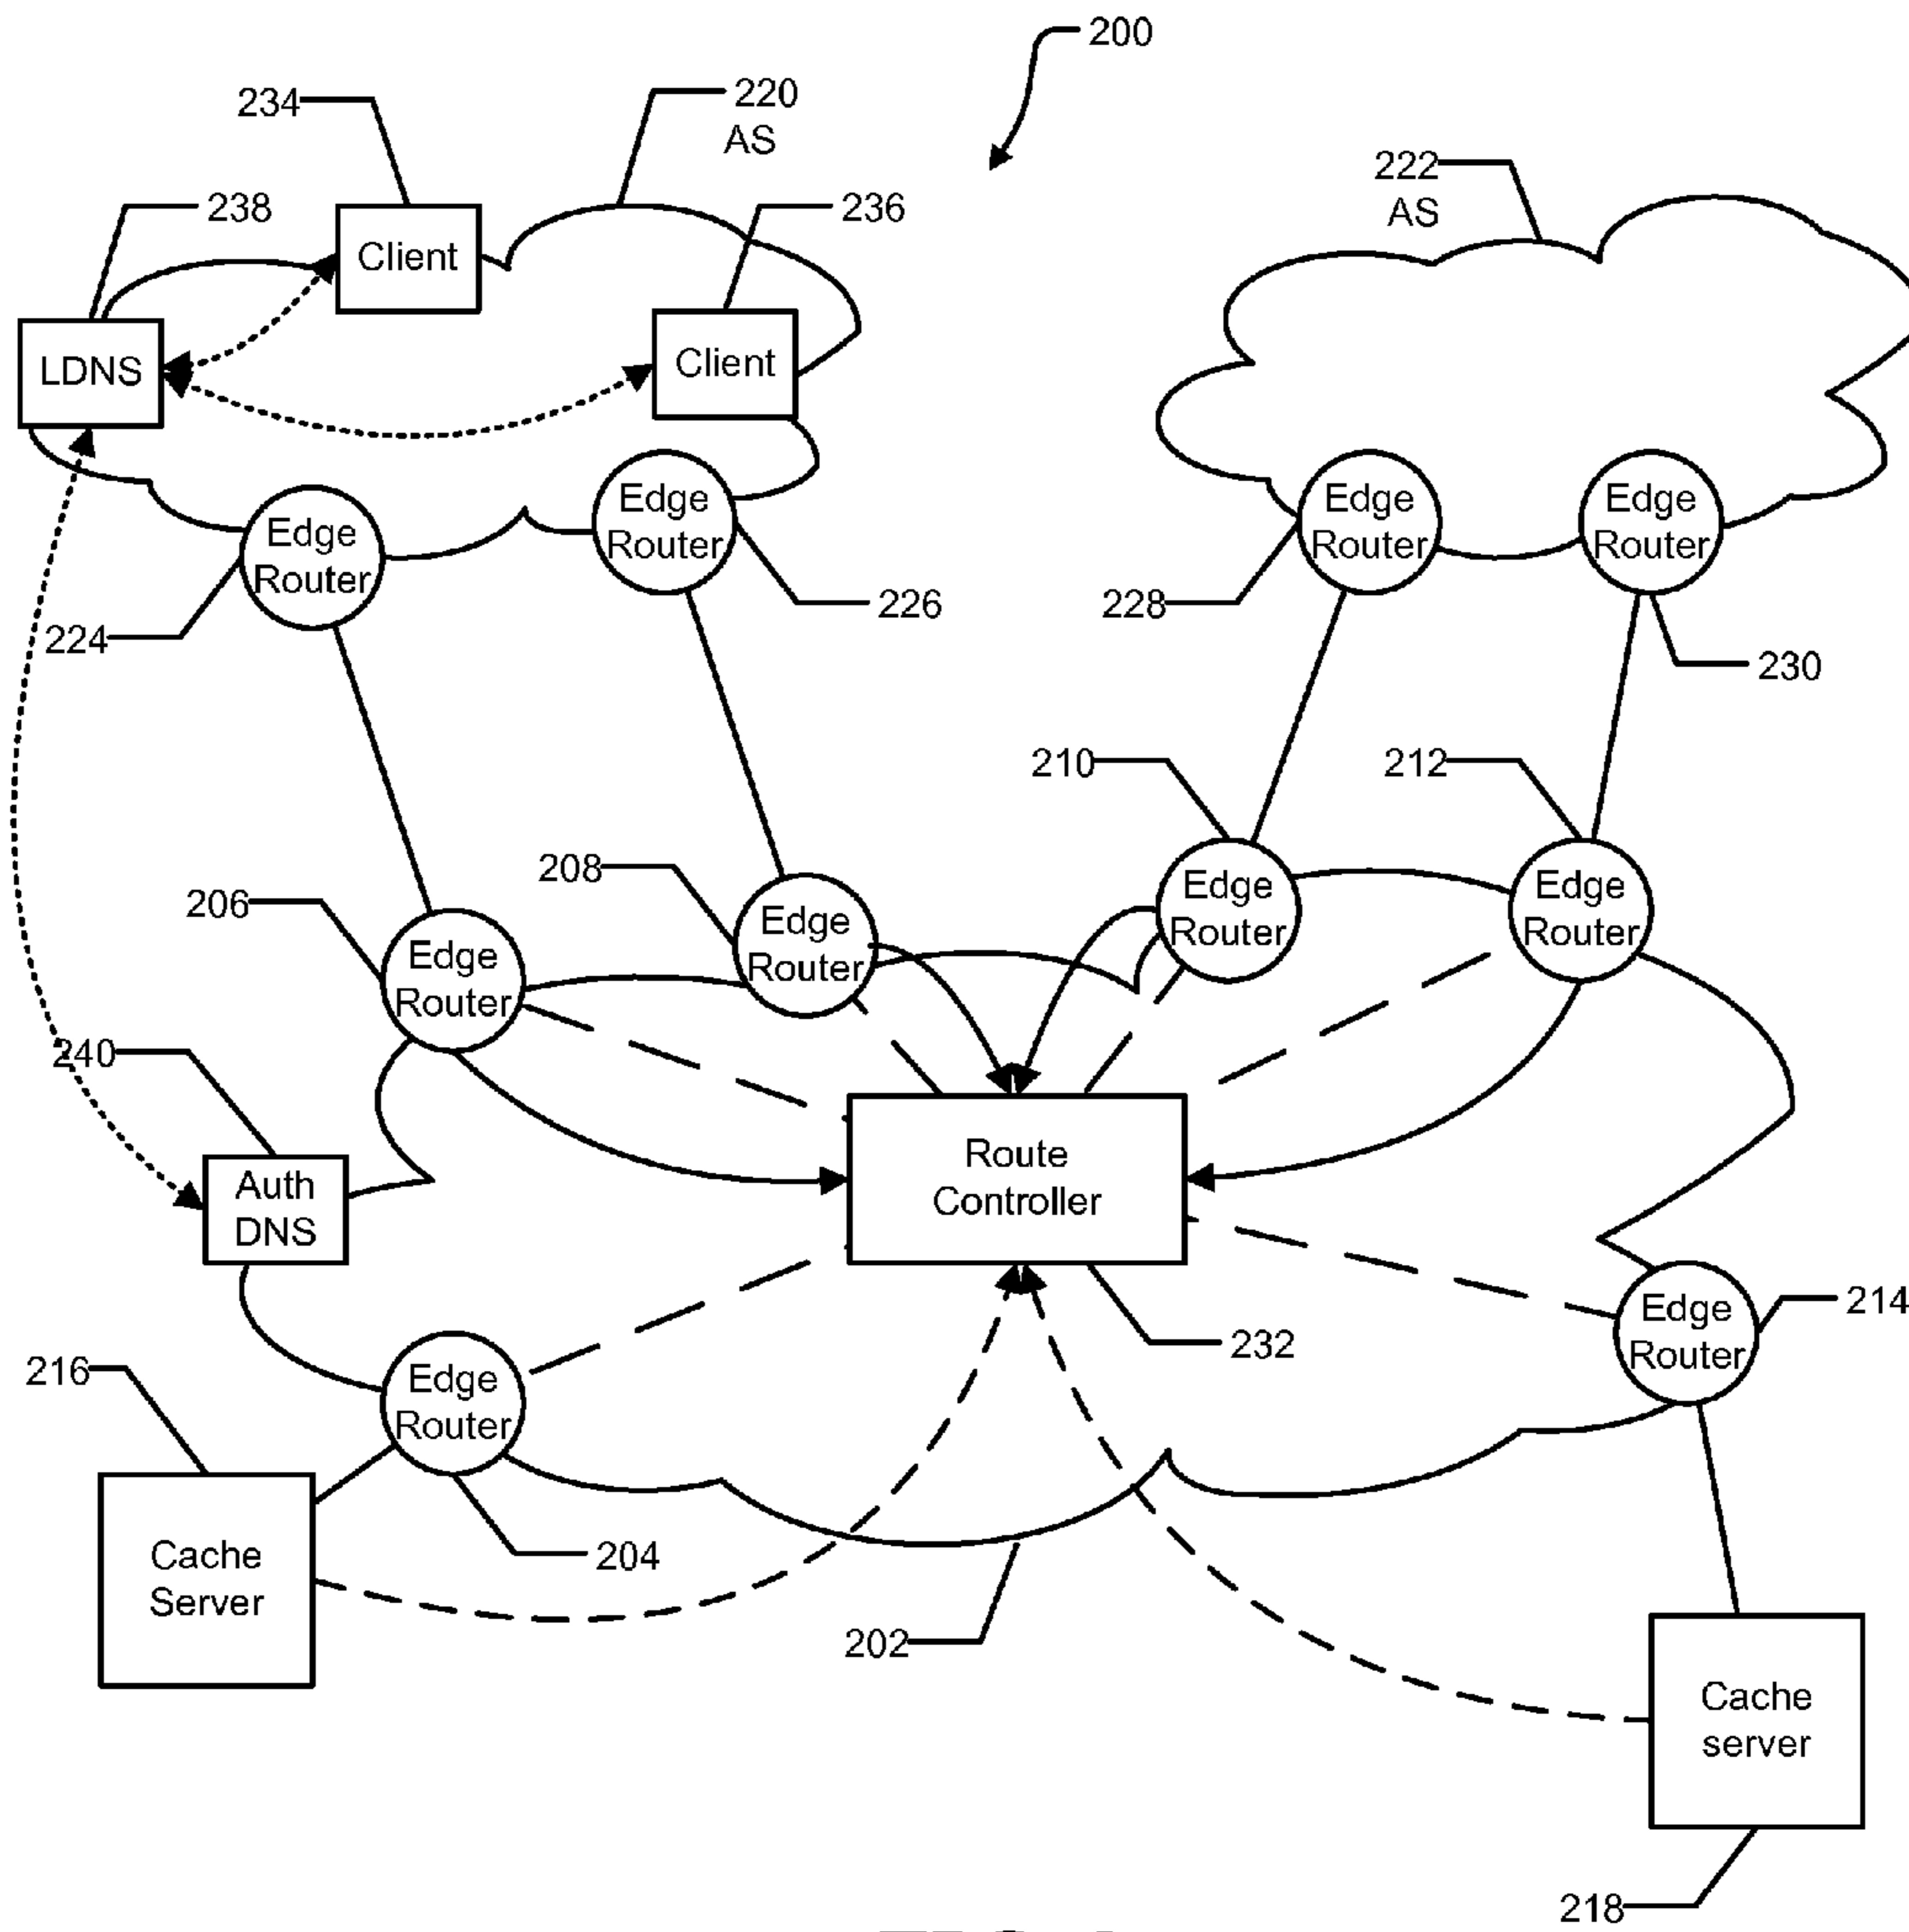 200
234
220
AS
222
AS
238
236
Client
Client
LDNS
Edge
Router
Edge
Router
Edge
Router
Edge
Router
224
226
228
230
210
212
208
206
Edge
Router
Edge
Router
Edge
Router
Edge
Router
240
Route
Controller
Auth
DNS
214
Edge
Router
232
216
Edge
Router
204
Cache
Server
202
Cache
server
218